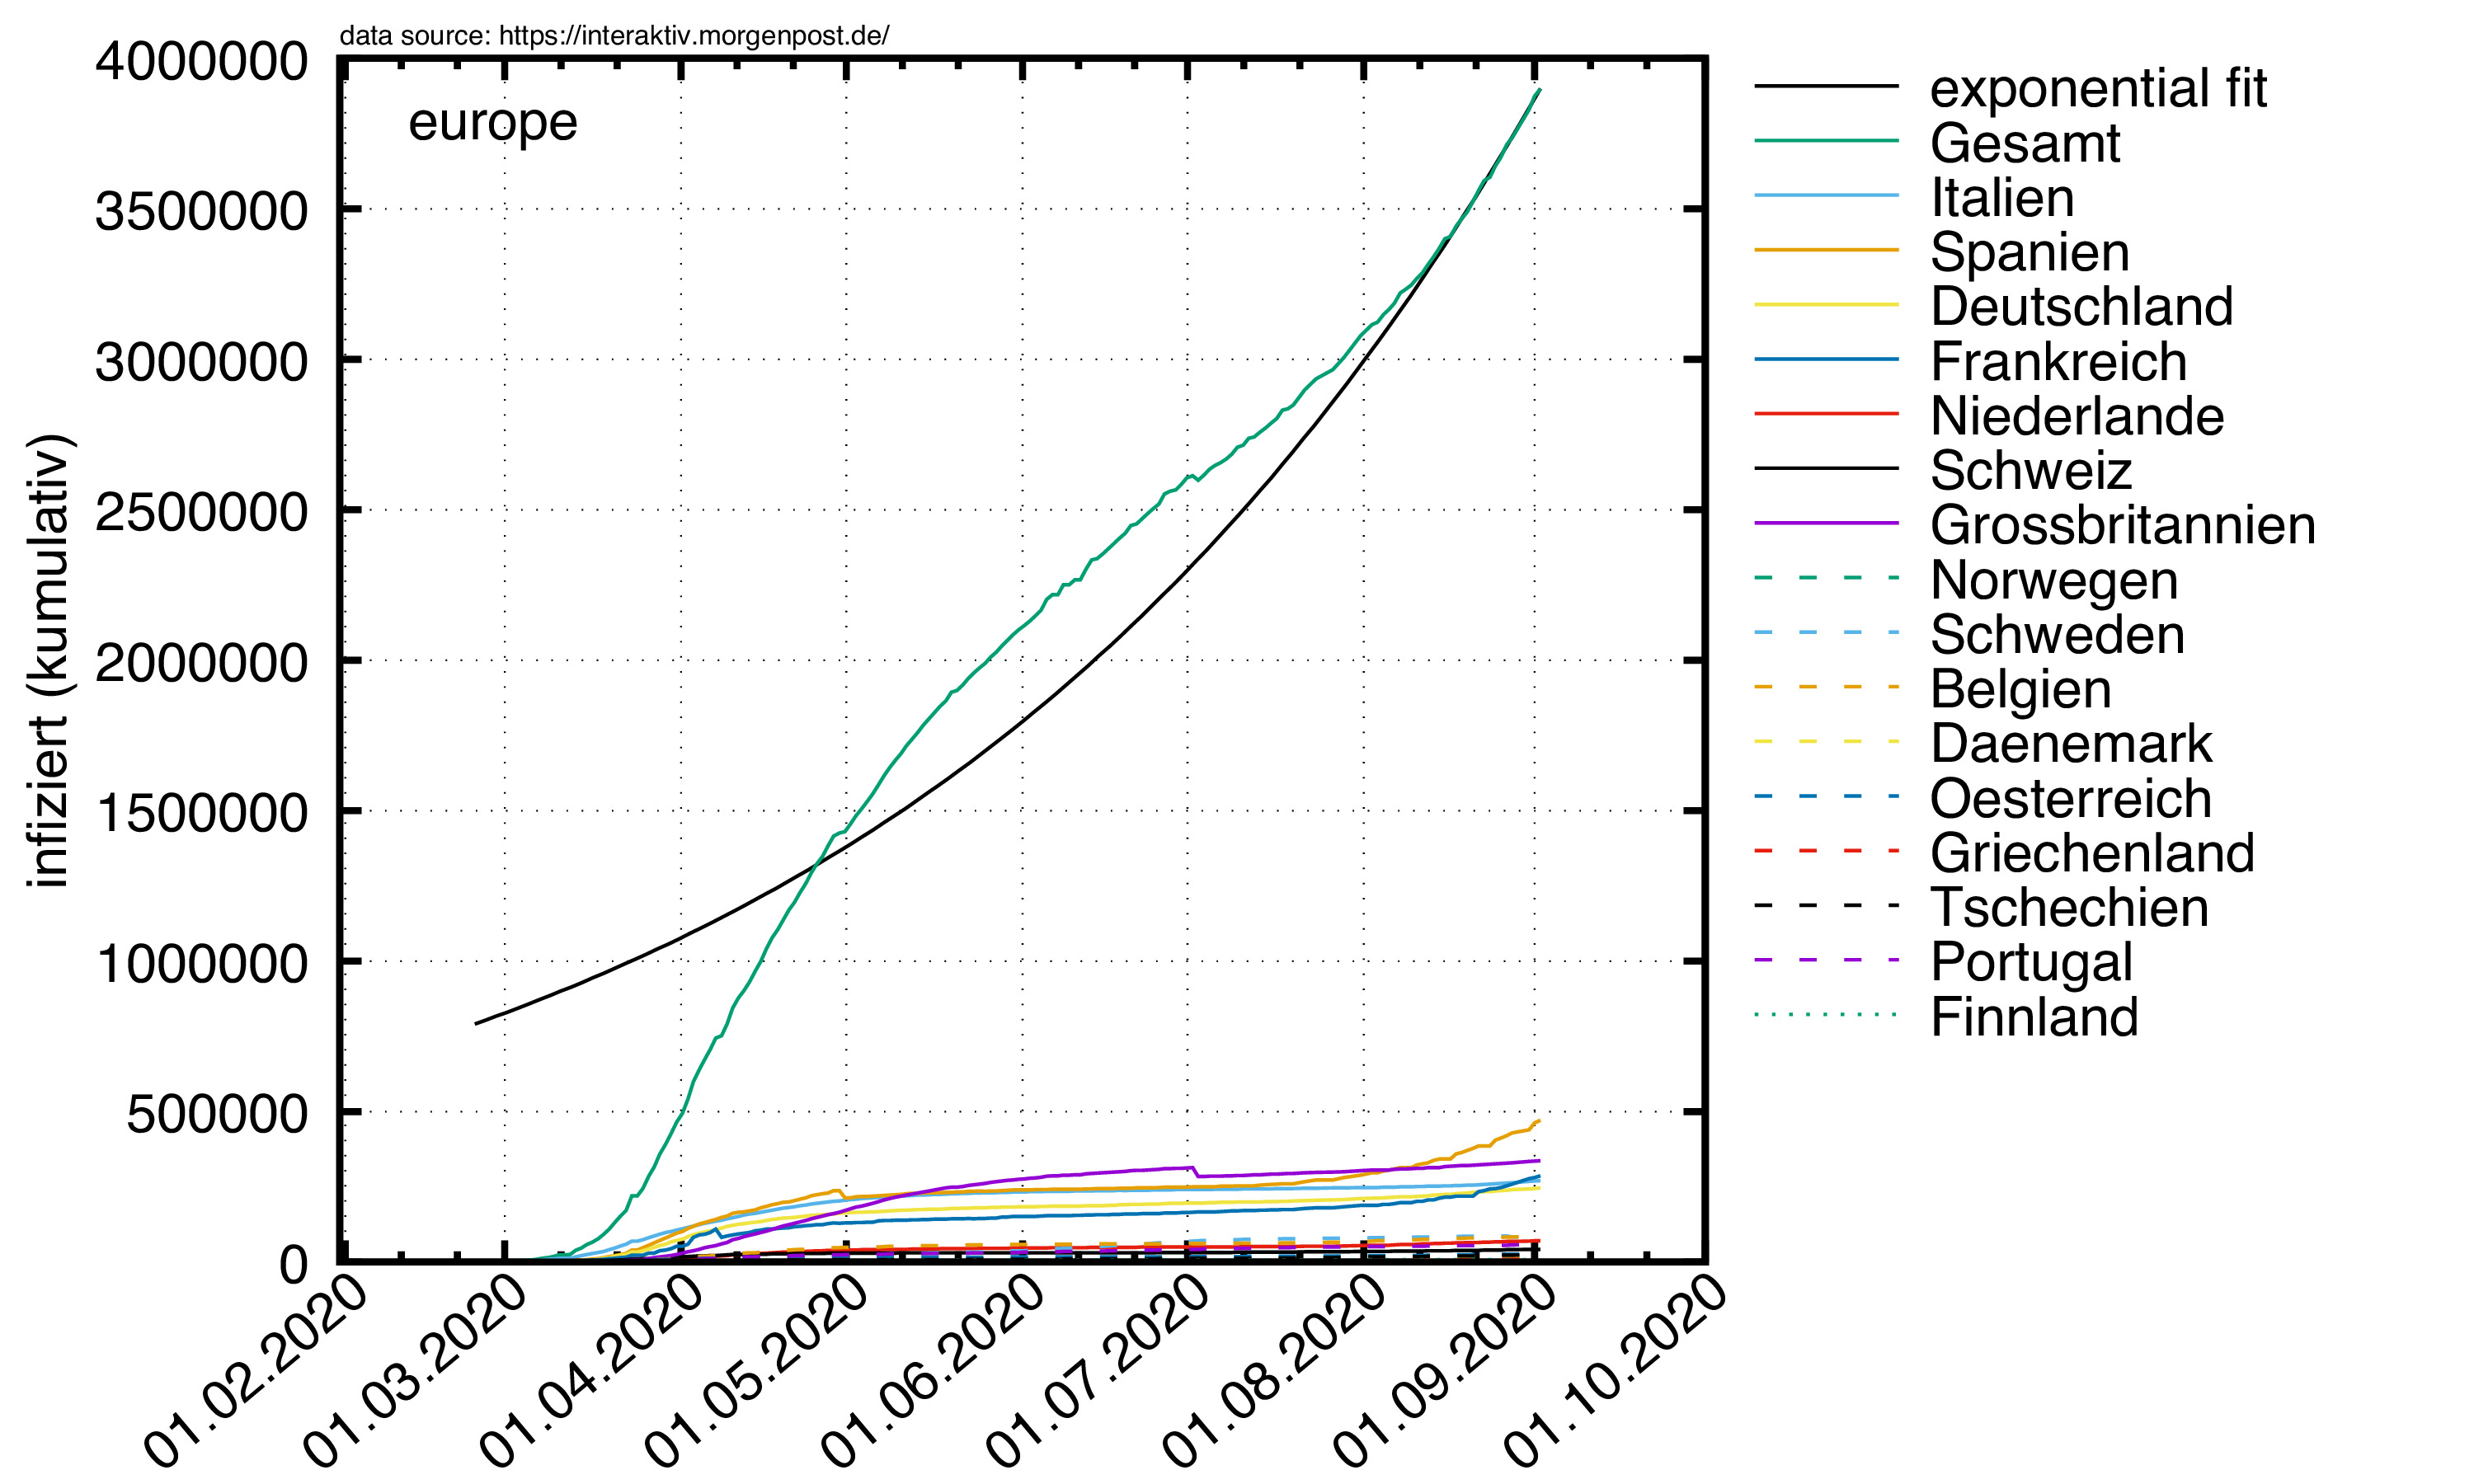 data source: https://interaktiv.morgenpost.de/
europe
infiziert (kumulativ)
4000000
3500000
3000000
2500000
2000000
1500000
1000000
500000
0
01.02.2020
01.03.2020
01.04.2020
01.05.2020
01.06.2020
01.07.2020
01.08.2020
01.09.2020
01.10.2020
exponential fit
Gesamt
Italien
Spanien
Deutschland
Frankreich
Niederlande
Schweiz
Grossbritannien
Norwegen
Schweden
Belgien
Daenemark
Oesterreich
Griechenland
Tschechien
Portugal
Finnland